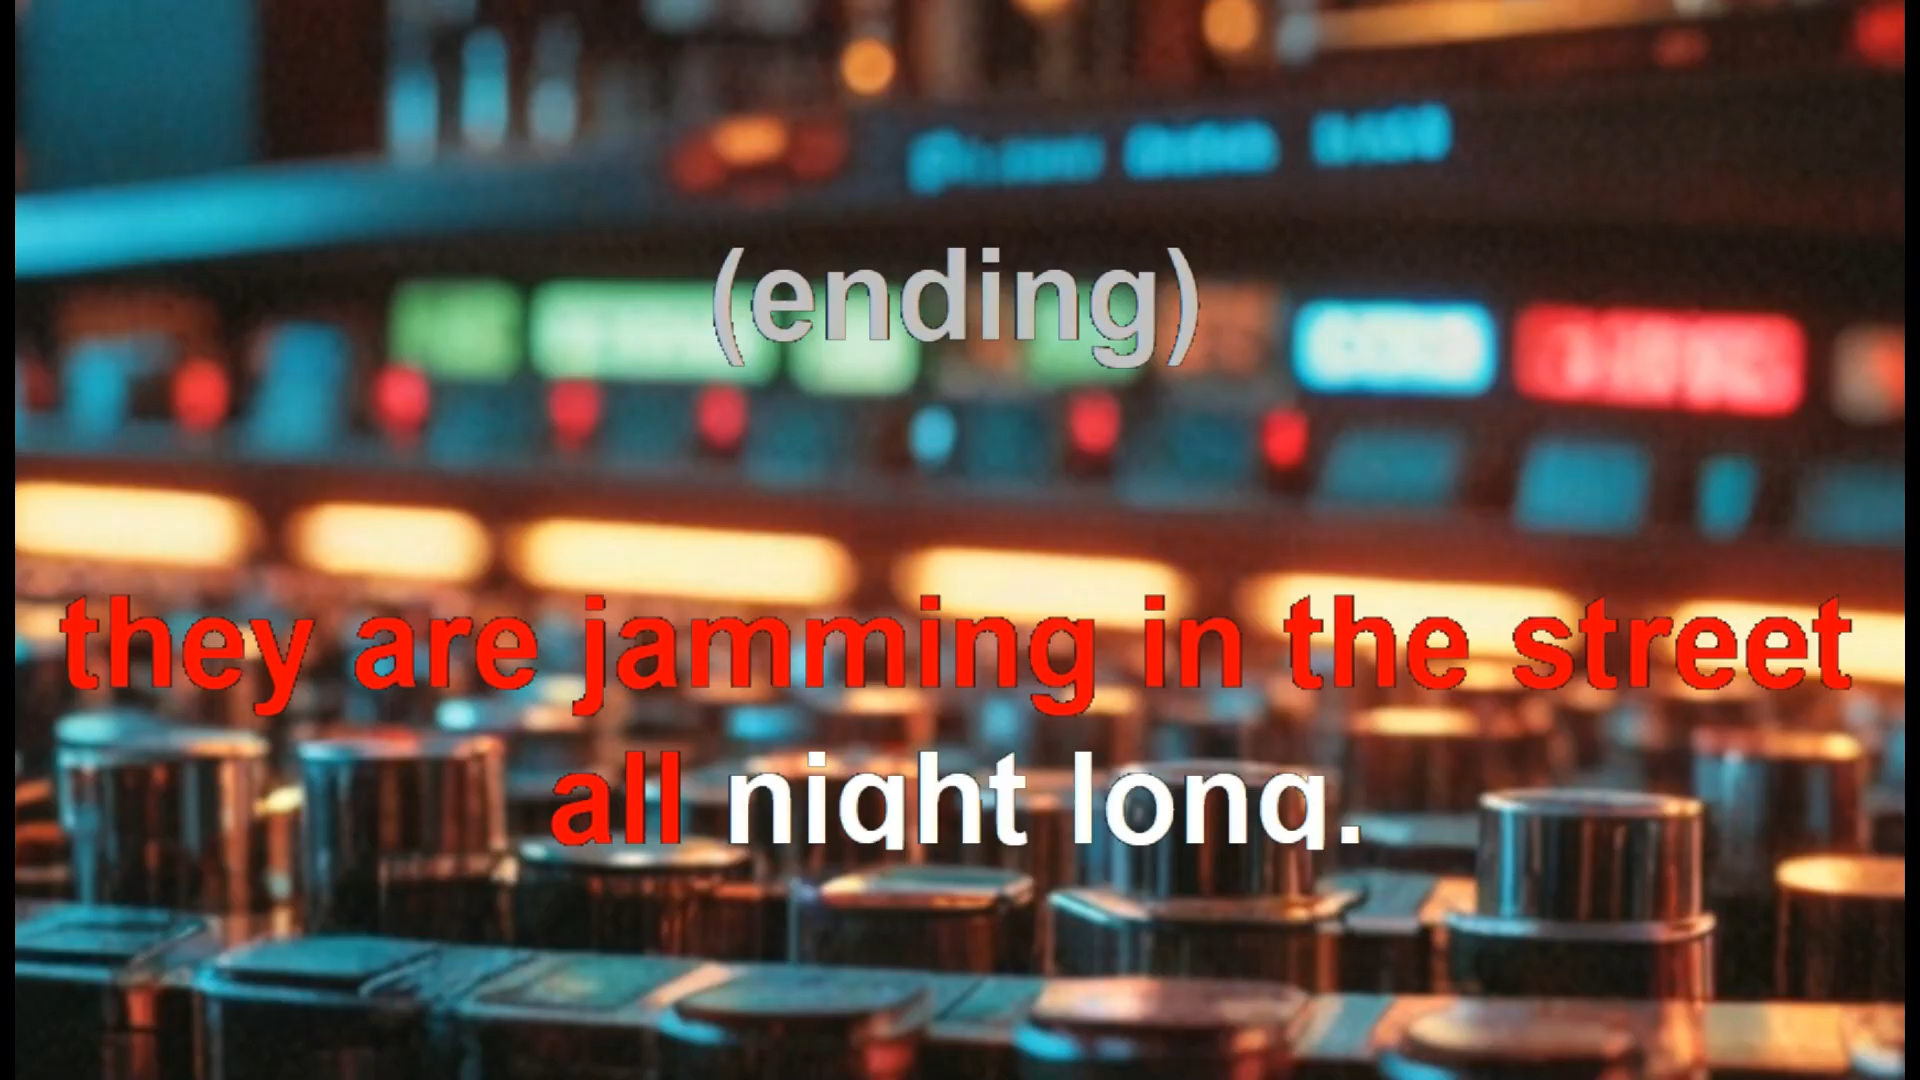 (ending)
they are jamming in the street
all night long.